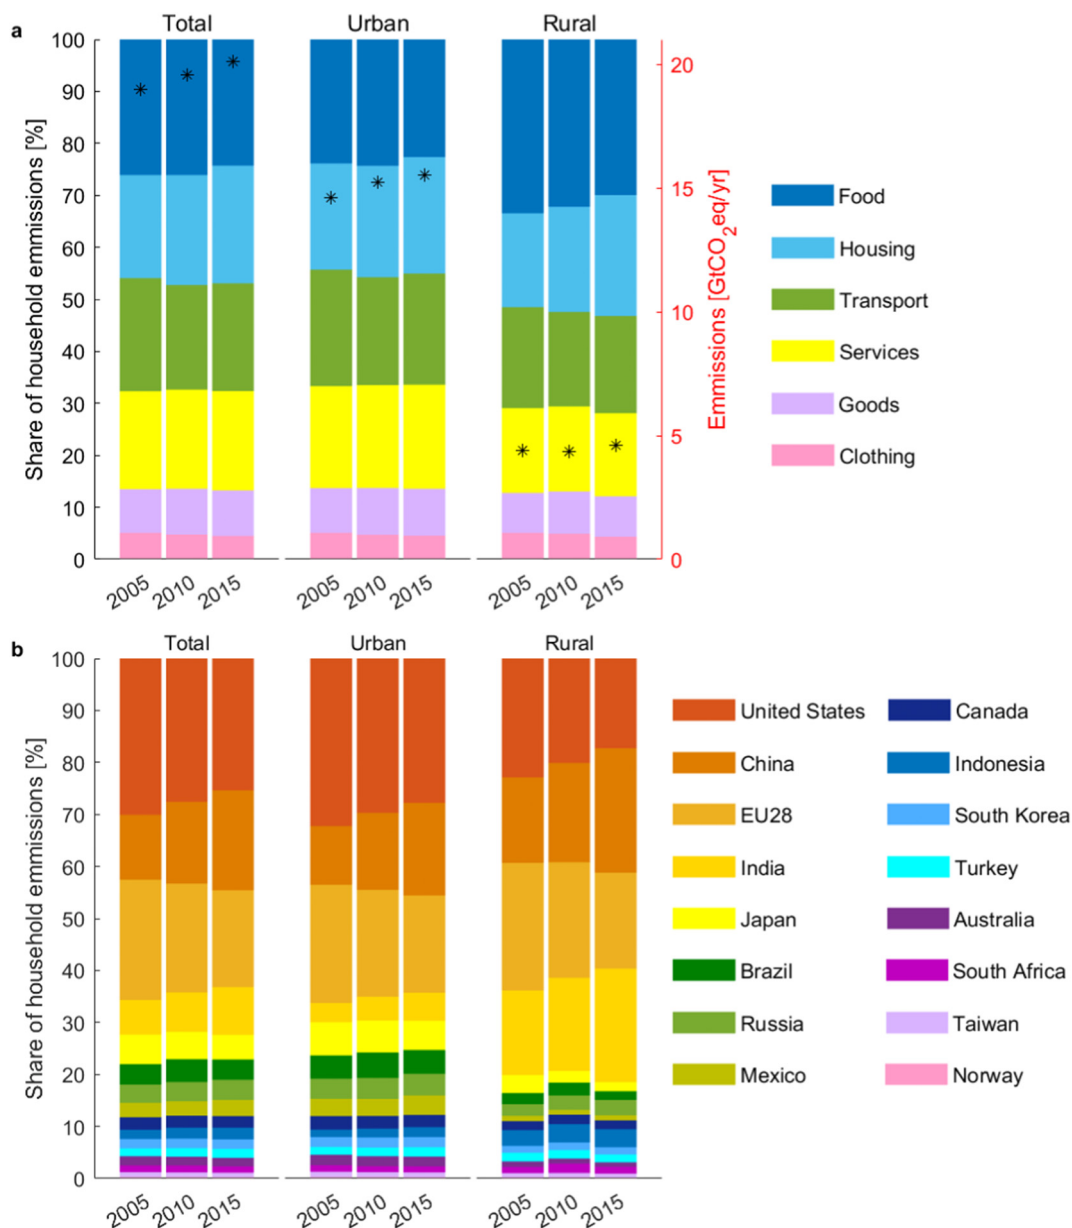 a
Total
Urban
Rural
100
90
80
70
60
50
40
30
20
10
0
Share of household emmissions [%]
20
15
10
5
0
Emmissions [GtCO2eq/yr]
2005
2010
2015
2005
2010
2015
2005
2010
2015
Food
Housing
Transport
Services
Goods
Clothing
b
Total
Urban
Rural
100
90
80
70
60
50
40
30
20
10
0
Share of household emmissions [%]
2005
2010
2015
2005
2010
2015
2005
2010
2015
United States
China
EU28
India
Japan
Brazil
Russia
Mexico
Canada
Indonesia
South Korea
Turkey
Australia
South Africa
Taiwan
Norway